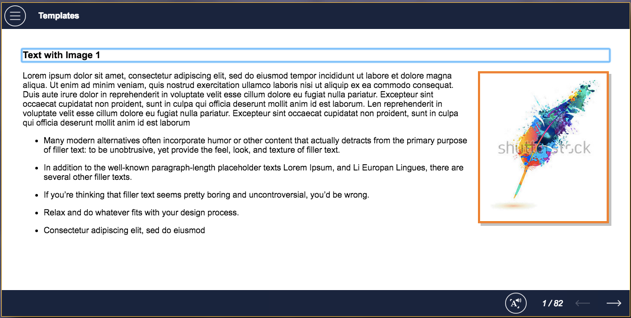 Templates
Text with Image 1
Lorem ipsum dolor sit amet, consectetur adipiscing elit, sed do eiusmod tempor incididunt ut labore et dolore magna
aliqua. Ut enim ad minim veniam, quis nostrud exercitation ullamco laboris nisi ut aliquip ex ea commodo consequat.
Duis aute irure dolor in reprehenderit in voluptate velit esse cillum dolore eu fugiat nulla pariatur. Excepteur sint
occaecat cupidatat non proident, sunt in culpa qui officia deserunt mollit anim id est laborum. Len reprehenderit in
voluptate velit esse cillum dolore eu fugiat nulla pariatur. Excepteur sint occaecat cupidatat non proident, sunt in culpa
qui officia deserunt mollit anim id est laborum
• Many modern alternatives often incorporate humor or other content that actually detracts from the primary purpose
of filler text: to be unobtrusive, yet provide the feel, look, and texture of filler text.
• In addition to the well-known paragraph-length placeholder texts Lorem Ipsum, and Li Europan Lingues, there are
several other filler texts.
• If you're thinking that filler text seems pretty boring and uncontroversial, you'd be wrong.
• Relax and do whatever fits with your design process.
• Consectetur adipiscing elit, sed do eiusmod
shutterstock
A
1 / 82